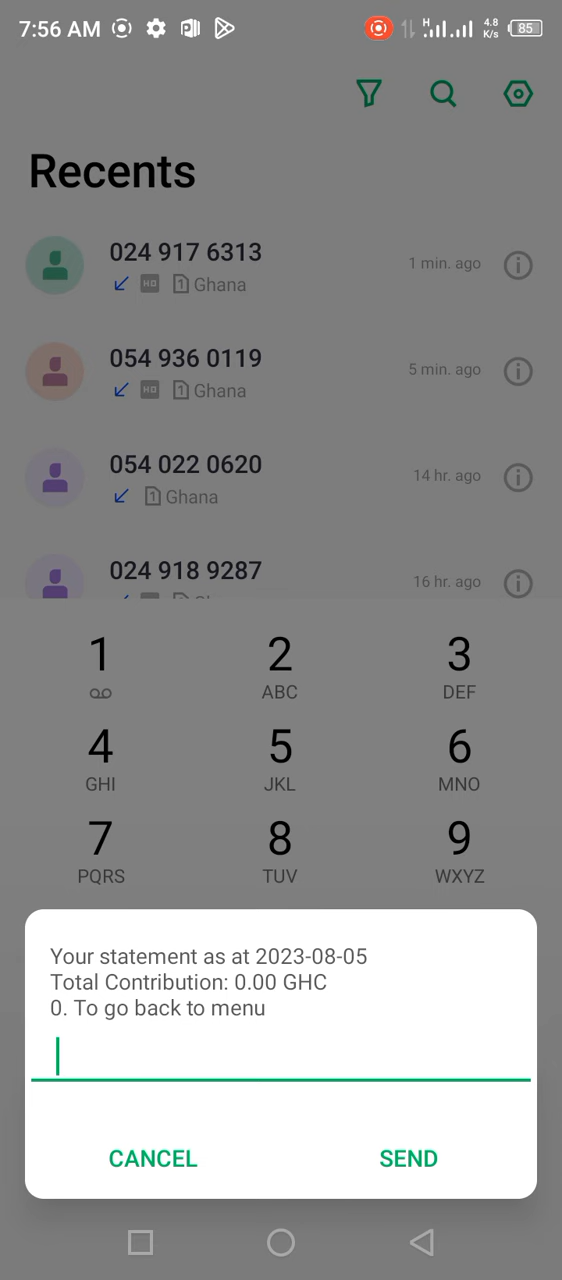 7:56 AM
H
4.8
K/s
85
Recents
024 917 6313
1 min. ago
HD 1 Ghana
054 936 0119
5 min. ago
HD 1 Ghana
054 022 0620
14 hr. ago
1 Ghana
024 918 9287
16 hr. ago
1
2
3
ABC
DEF
4
5
6
GHI
JKL
MNO
7
8
9
PQRS
TUV
WXYZ
Your statement as at 2023-08-05
Total Contribution: 0.00 GHC
0. To go back to menu
CANCEL
SEND